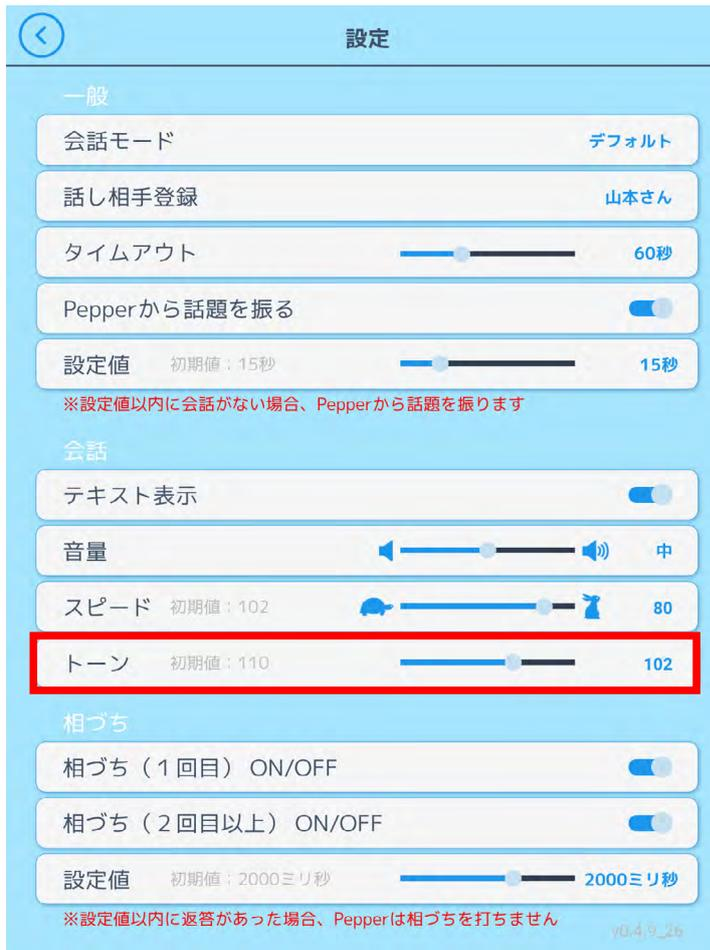 設定
一般
会話モード デフォルト
話し相手登録 山本さん
タイムアウト 60秒
Pepperから話題を振る
設定値 初期値：15秒 15秒
※設定値以内に会話がない場合、Pepperから話題を振ります
会話
テキスト表示
音量 中
スピード 初期値：102 80
トーン 初期値：110 102
相づち
相づち（1回目） ON/OFF
相づち（2回目以上） ON/OFF
設定値 初期値：2000ミリ秒 2000ミリ秒
※設定値以内に返答があった場合、Pepperは相づちを打ちません
v0.4.9_26